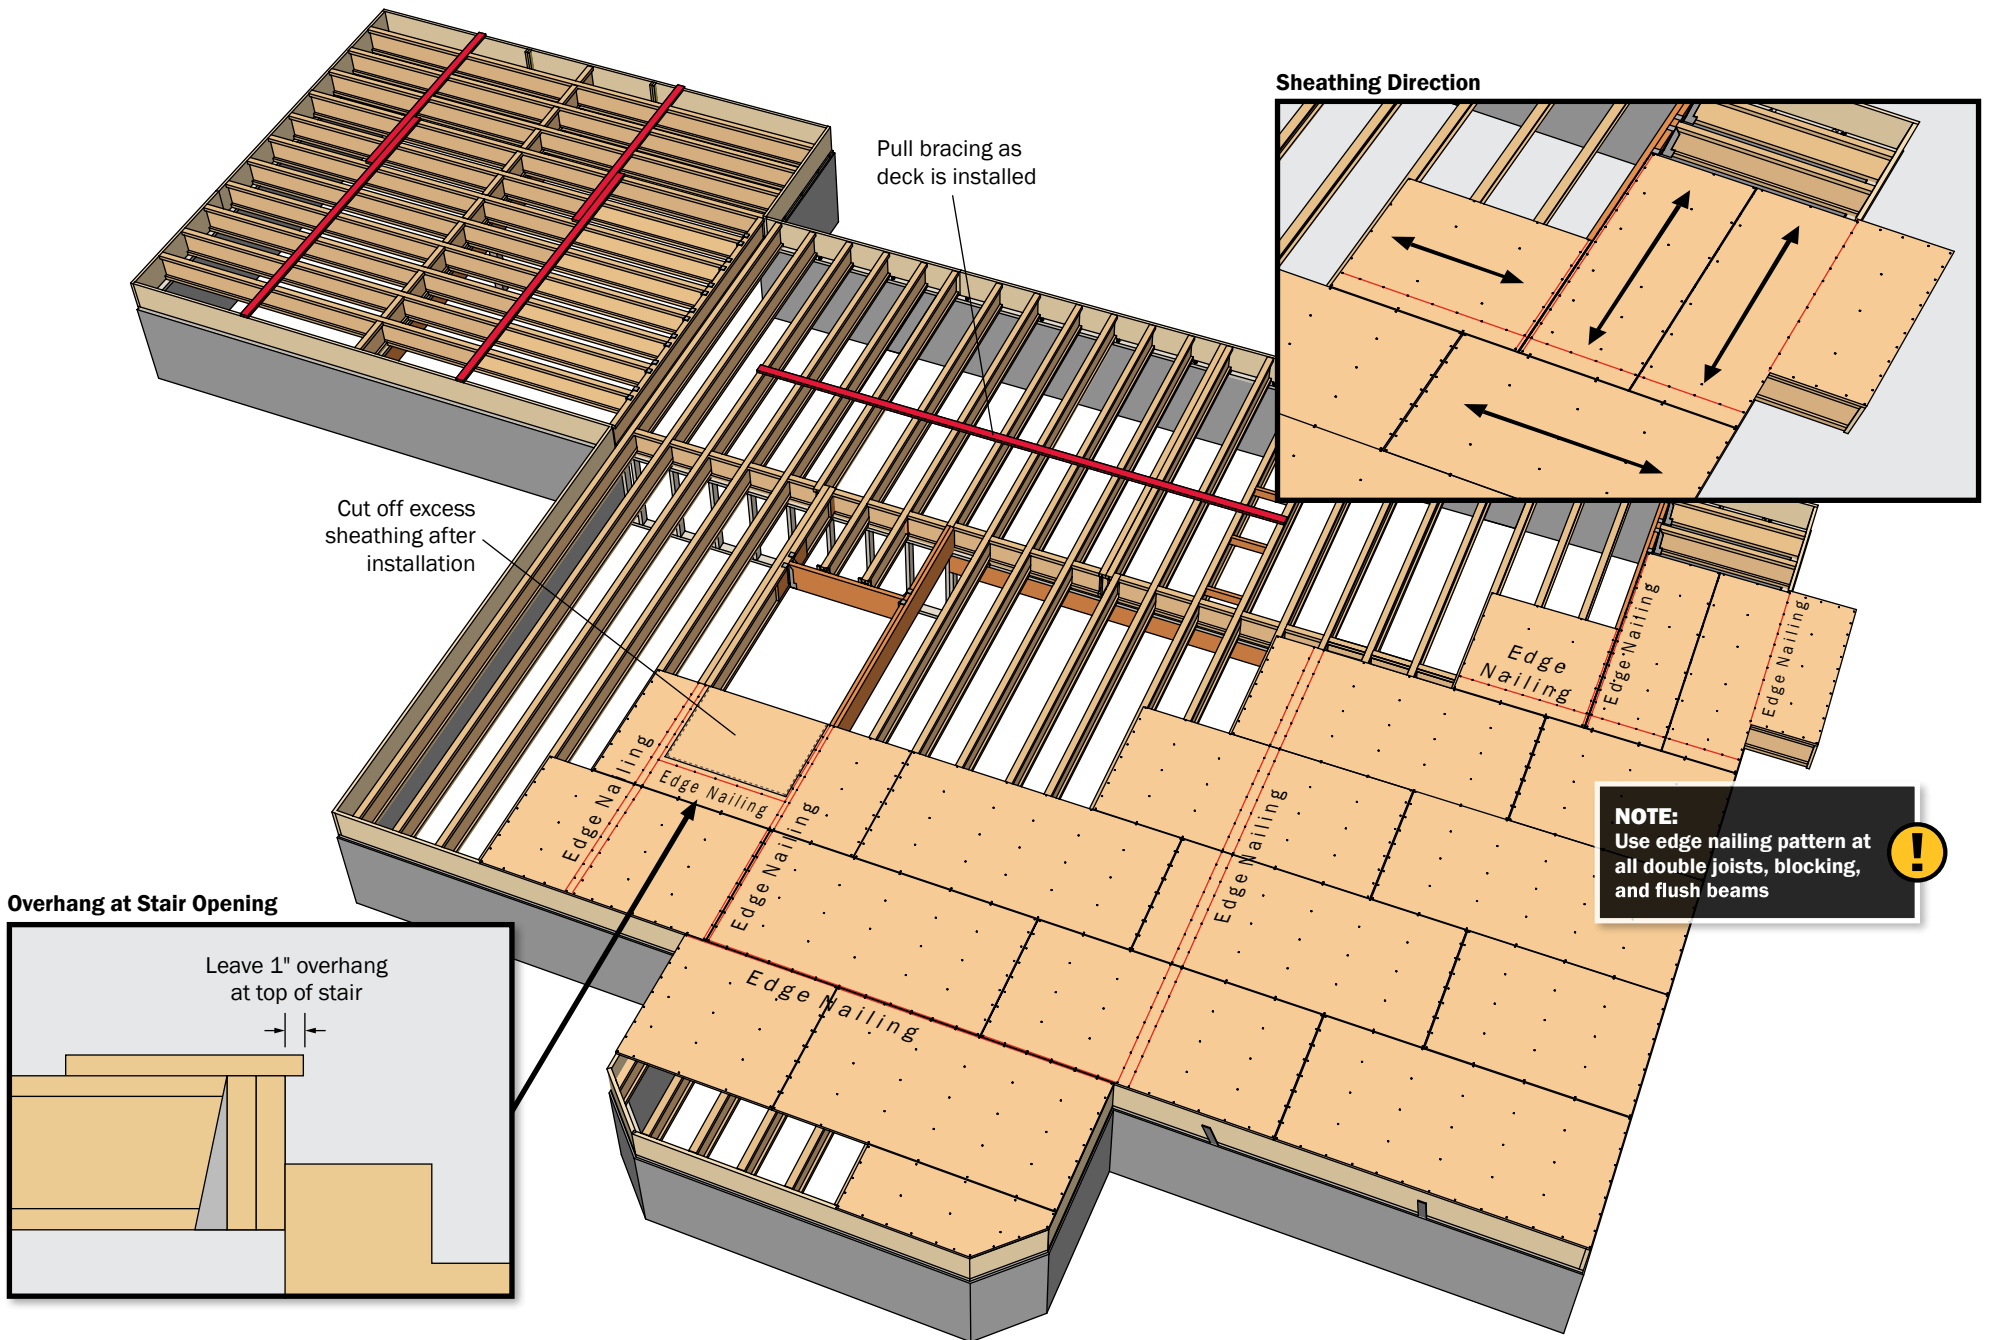 Sheathing Direction
Pull bracing as
deck is installed
Cut off excess
sheathing after
installation
Edge Nailing
Edge
Nailing
Edge Nailing
Edge Nailing
Edge Nailing
Edge Nailing
Edge Nailing
Edge Nailing
Edge Nailing
NOTE:
Use edge nailing pattern at
all double joists, blocking,
and flush beams
!
Overhang at Stair Opening
Leave 1" overhang
at top of stair